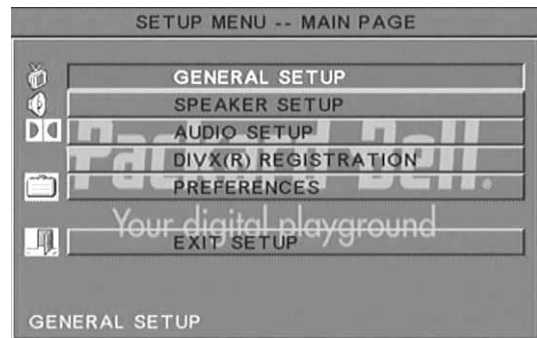 SETUP MENU -- MAIN PAGE
GENERAL SETUP
SPEAKER SETUP
AUDIO SETUP
DIVX(R) REGISTRATION
PREFERENCES
Packard Bell.
Your digital playground
EXIT SETUP
GENERAL SETUP